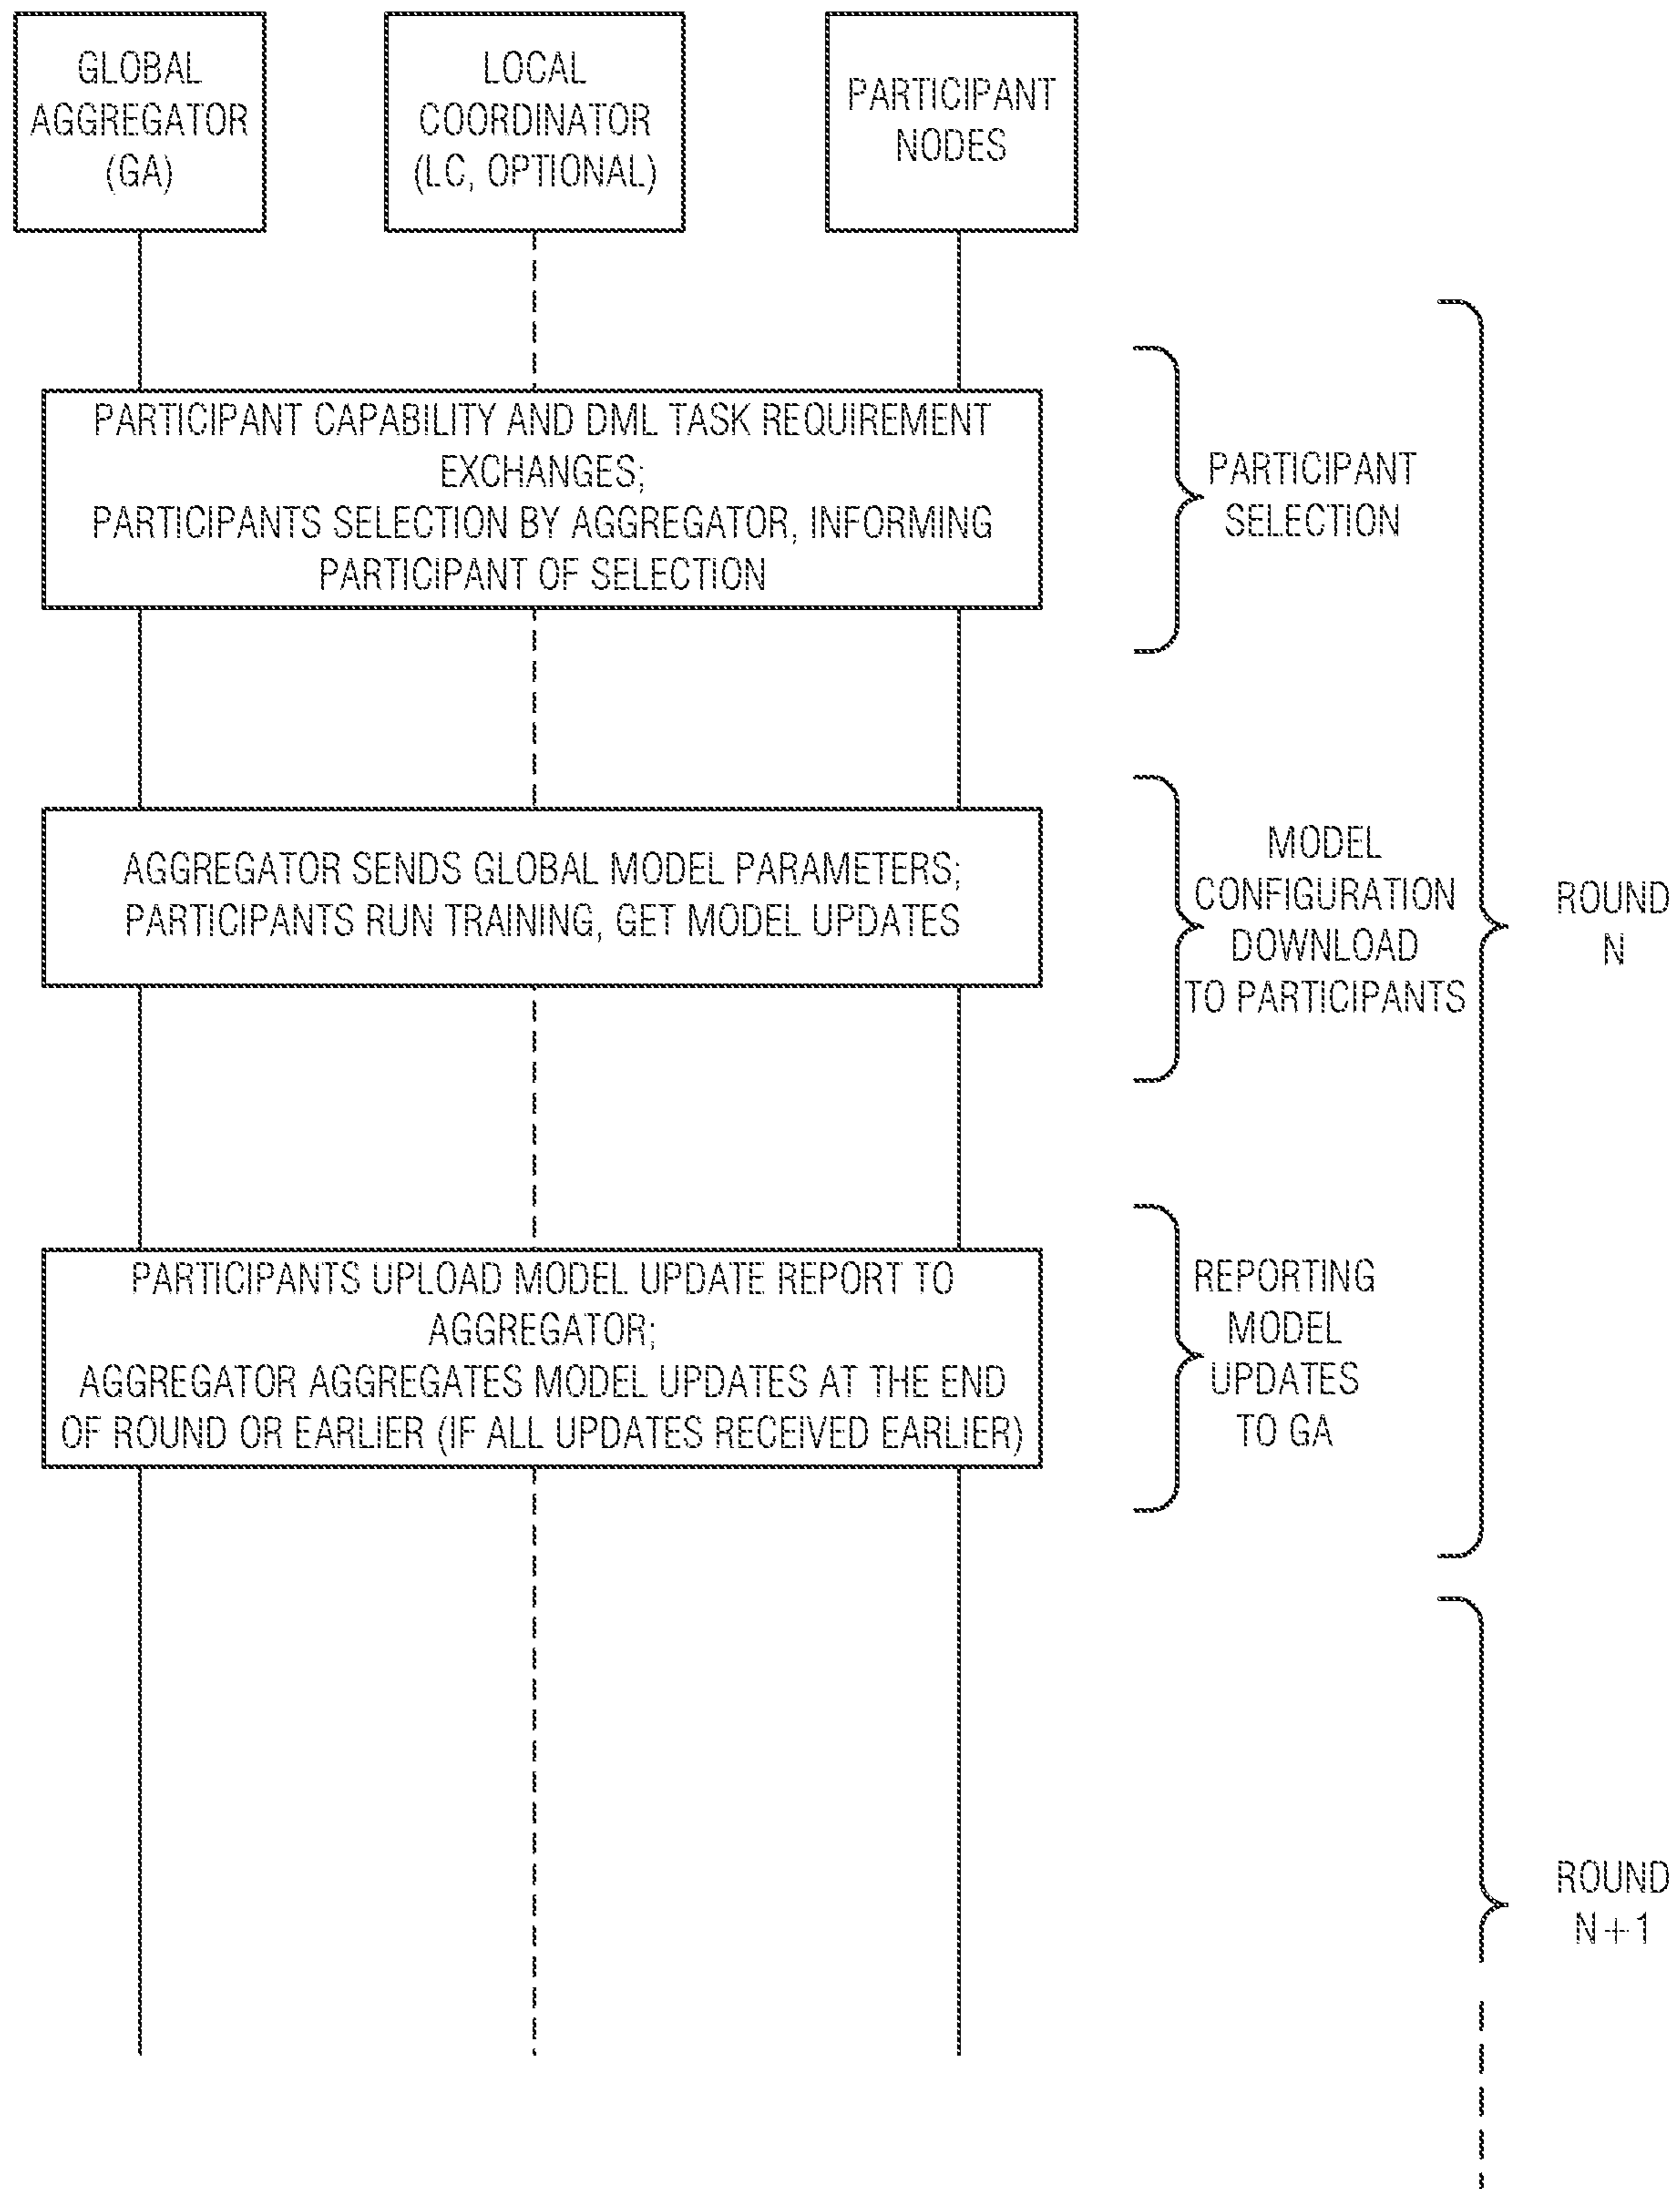 GLOBAL
AGGREGATOR
(GA)
LOCAL
COORDINATOR
(LC, OPTIONAL)
PARTICIPANT
NODES
PARTICIPANT CAPABILITY AND DML TASK REQUIREMENT
EXCHANGES;
PARTICIPANTS SELECTION BY AGGREGATOR, INFORMING
PARTICIPANT OF SELECTION
PARTICIPANT
SELECTION
AGGREGATOR SENDS GLOBAL MODEL PARAMETERS;
PARTICIPANTS RUN TRAINING, GET MODEL UPDATES
MODEL
CONFIGURATION
DOWNLOAD
TO PARTICIPANTS
ROUND
N
PARTICIPANTS UPLOAD MODEL UPDATE REPORT TO
AGGREGATOR;
AGGREGATOR AGGREGATES MODEL UPDATES AT THE END
OF ROUND OR EARLIER (IF ALL UPDATES RECEIVED EARLIER)
REPORTING
MODEL
UPDATES
TO GA
ROUND
N+1